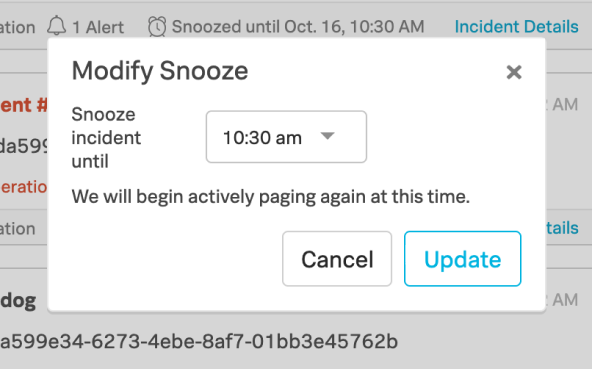 ation 1 Alert Snoozed until Oct. 16, 10:30 AM Incident Details
Modify Snooze
ent #
AM
Snooze
incident
until
10:30 am
da599
eratio
We will begin actively paging again at this time.
ation
tails
Cancel Update
dog
AM
a599e34-6273-4ebe-8af7-01bb3e45762b